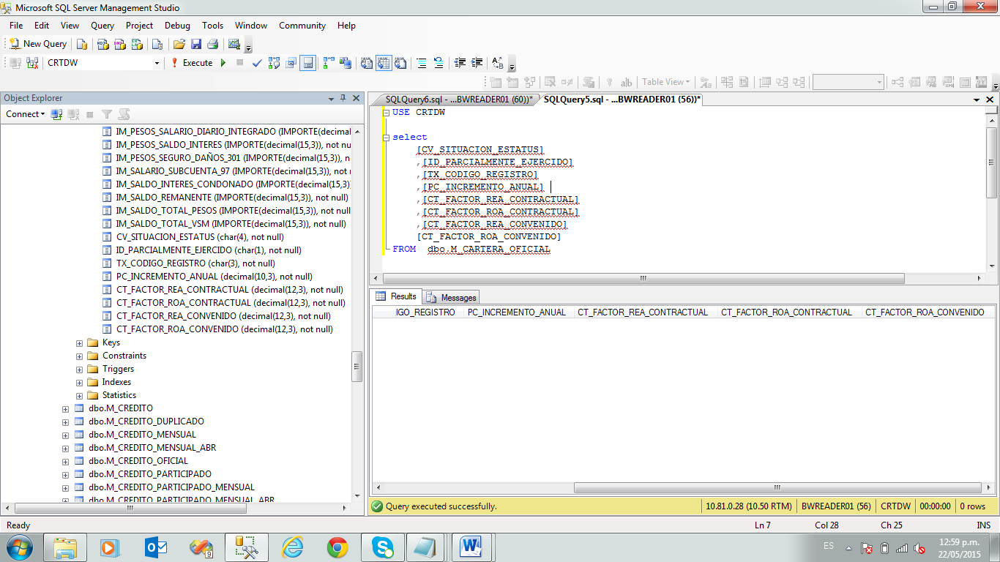 Microsoft SQL Server Management Studio
File Edit View Query Project Debug Tools Window Community Help
New Query
CRTDW Execute
Table View
Object Explorer
Connect
IM_PESOS_SALARIO_DIARIO_INTEGRADO (IMPORTE(decimal
IM_PESOS_SALDO_INTERES (IMPORTE(decimal(15,3)), not nu
IM_PESOS_SEGURO_DAÑOS_301 (IMPORTE(decimal(15,3)), n
IM_SALARIO_SUBCUENTA_97 (IMPORTE(decimal(15,3)), not
IM_SALDO_INTERES_CONDONADO (IMPORTE(decimal(15,3))
IM_SALDO_REMANENTE (IMPORTE(decimal(15,3)), not null)
IM_SALDO_TOTAL_PESOS (IMPORTE(decimal(15,3)), not null
IM_SALDO_TOTAL_VSM (IMPORTE(decimal(15,3)), not null)
CV_SITUACION_ESTATUS (char(4), not null)
ID_PARCIALMENTE_EJERCIDO (char(1), not null)
TX_CODIGO_REGISTRO (char(3), not null)
PC_INCREMENTO_ANUAL (decimal(10,3), not null)
CT_FACTOR_REA_CONTRACTUAL (decimal(12,3), not null)
CT_FACTOR_ROA_CONTRACTUAL (decimal(12,3), not null)
CT_FACTOR_REA_CONVENIDO (decimal(12,3), not null)
CT_FACTOR_ROA_CONVENIDO (decimal(12,3), not null)
Keys
Constraints
Triggers
Indexes
Statistics
dbo.M_CREDITO
dbo.M_CREDITO_DUPLICADO
dbo.M_CREDITO_MENSUAL
dbo.M_CREDITO_MENSUAL_ABR
dbo.M_CREDITO_OFICIAL
dbo.M_CREDITO_PARTICIPADO
dbo.M_CREDITO_PARTICIPADO_MENSUAL
dbo.M_CREDITO_PARTICIPADO_MENSUAL_ABR
SQLQuery6.sql - ...BWREADER01 (60))* SQLQuery5.sql - ...BWREADER01 (56))*
USE CRTDW
select
[CV_SITUACION_ESTATUS]
,[ID_PARCIALMENTE_EJERCIDO]
,[TX_CODIGO_REGISTRO]
,[PC_INCREMENTO_ANUAL]
,[CT_FACTOR_REA_CONTRACTUAL]
,[CT_FACTOR_ROA_CONTRACTUAL]
,[CT_FACTOR_REA_CONVENIDO]
[CT_FACTOR_ROA_CONVENIDO]
FROM dbo.M_CARTERA_OFICIAL
Results Messages
IGO_REGISTRO PC_INCREMENTO_ANUAL CT_FACTOR_REA_CONTRACTUAL CT_FACTOR_ROA_CONTRACTUAL CT_FACTOR_ROA_CONVENIDO
Query executed successfully. 10.81.0.28 (10.50 RTM) BWREADER01 (56) CRTDW 00:00:00 0 rows
Ready Ln 7 Col 28 Ch 25 INS
ES 12:59 p.m.
22/05/2015